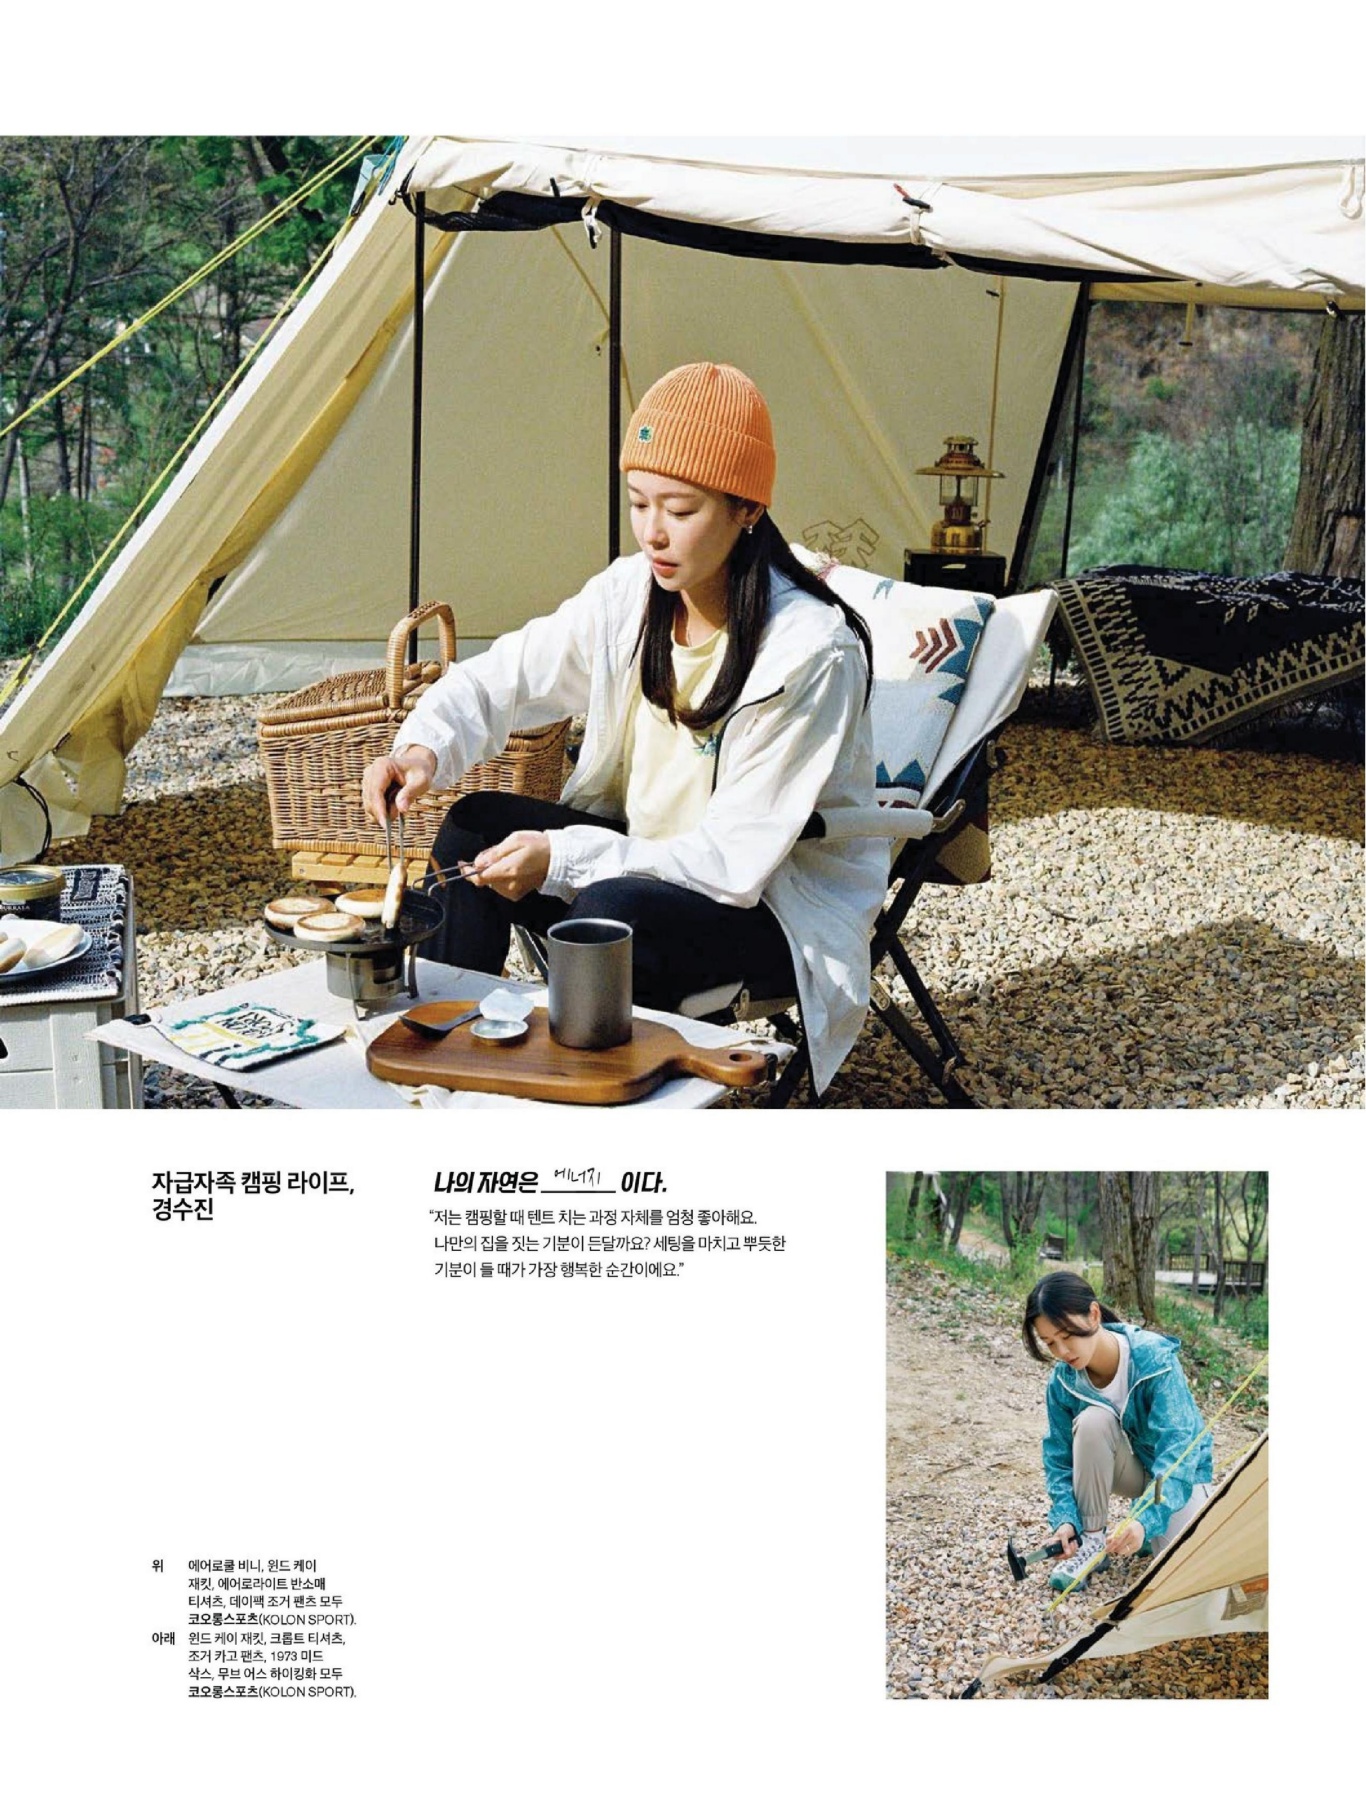 자급자족 캠핑 라이프,
경수진
나의 자연은 에너지 이다.
“저는 캠핑할 때 텐트 치는 과정 자체를 엄청 좋아해요.
나만의 집을 짓는 기분이 든달까요? 세팅을 마치고 뿌듯한
기분이 들 때가 가장 행복한 순간이에요.”
위 에어로쿨 비니, 윈드 케이
재킷, 에어로라이트 반소매
티셔츠, 데이팩 조거 팬츠 모두
코오롱스포츠(KOLON SPORT).
아래 윈드 케이 재킷, 크롭트 티셔츠,
조거 카고 팬츠, 1973 미드
삭스, 무브 어스 하이킹화 모두
코오롱스포츠(KOLON SPORT).